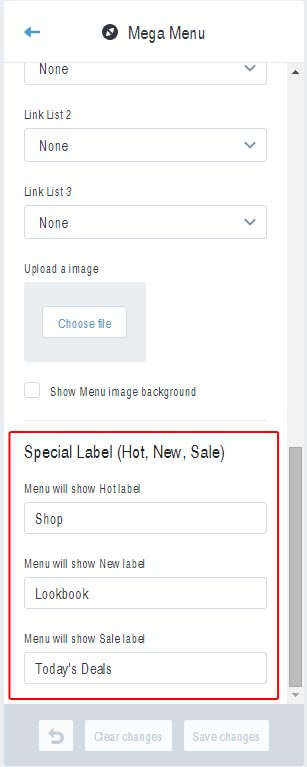 Mega Menu
None
Link List 2
None
Link List 3
None
Upload a image
Choose file
Show Menu image background
Special Label (Hot, New, Sale)
Menu will show Hot label
Shop
Menu will show New label
Lookbook
Menu will show Sale label
Today's Deals
Clear changes
Save changes